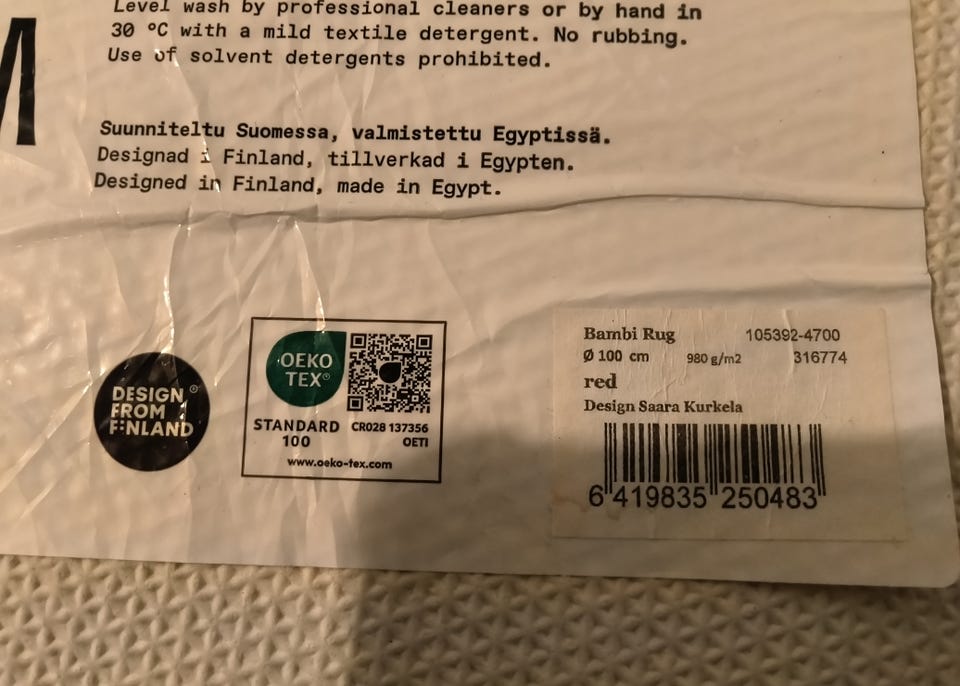 Level wash by professional cleaners or by hand in
30 °C with a mild textile detergent. No rubbing.
Use of solvent detergents prohibited.
Suunniteltu Suomessa, valmistettu Egyptissä.
Designad i Finland, tillverkad i Egypten.
Designed in Finland, made in Egypt.
DESIGN ®
FROM
FINLAND
OEKO
TEX®
STANDARD
100
CR028 137356
OETI
www.oeko-tex.com
Bambi Rug 105392-4700
Ø 100 cm 980 g/m2 316774
red
Design Saara Kurkela
6 419835 250483